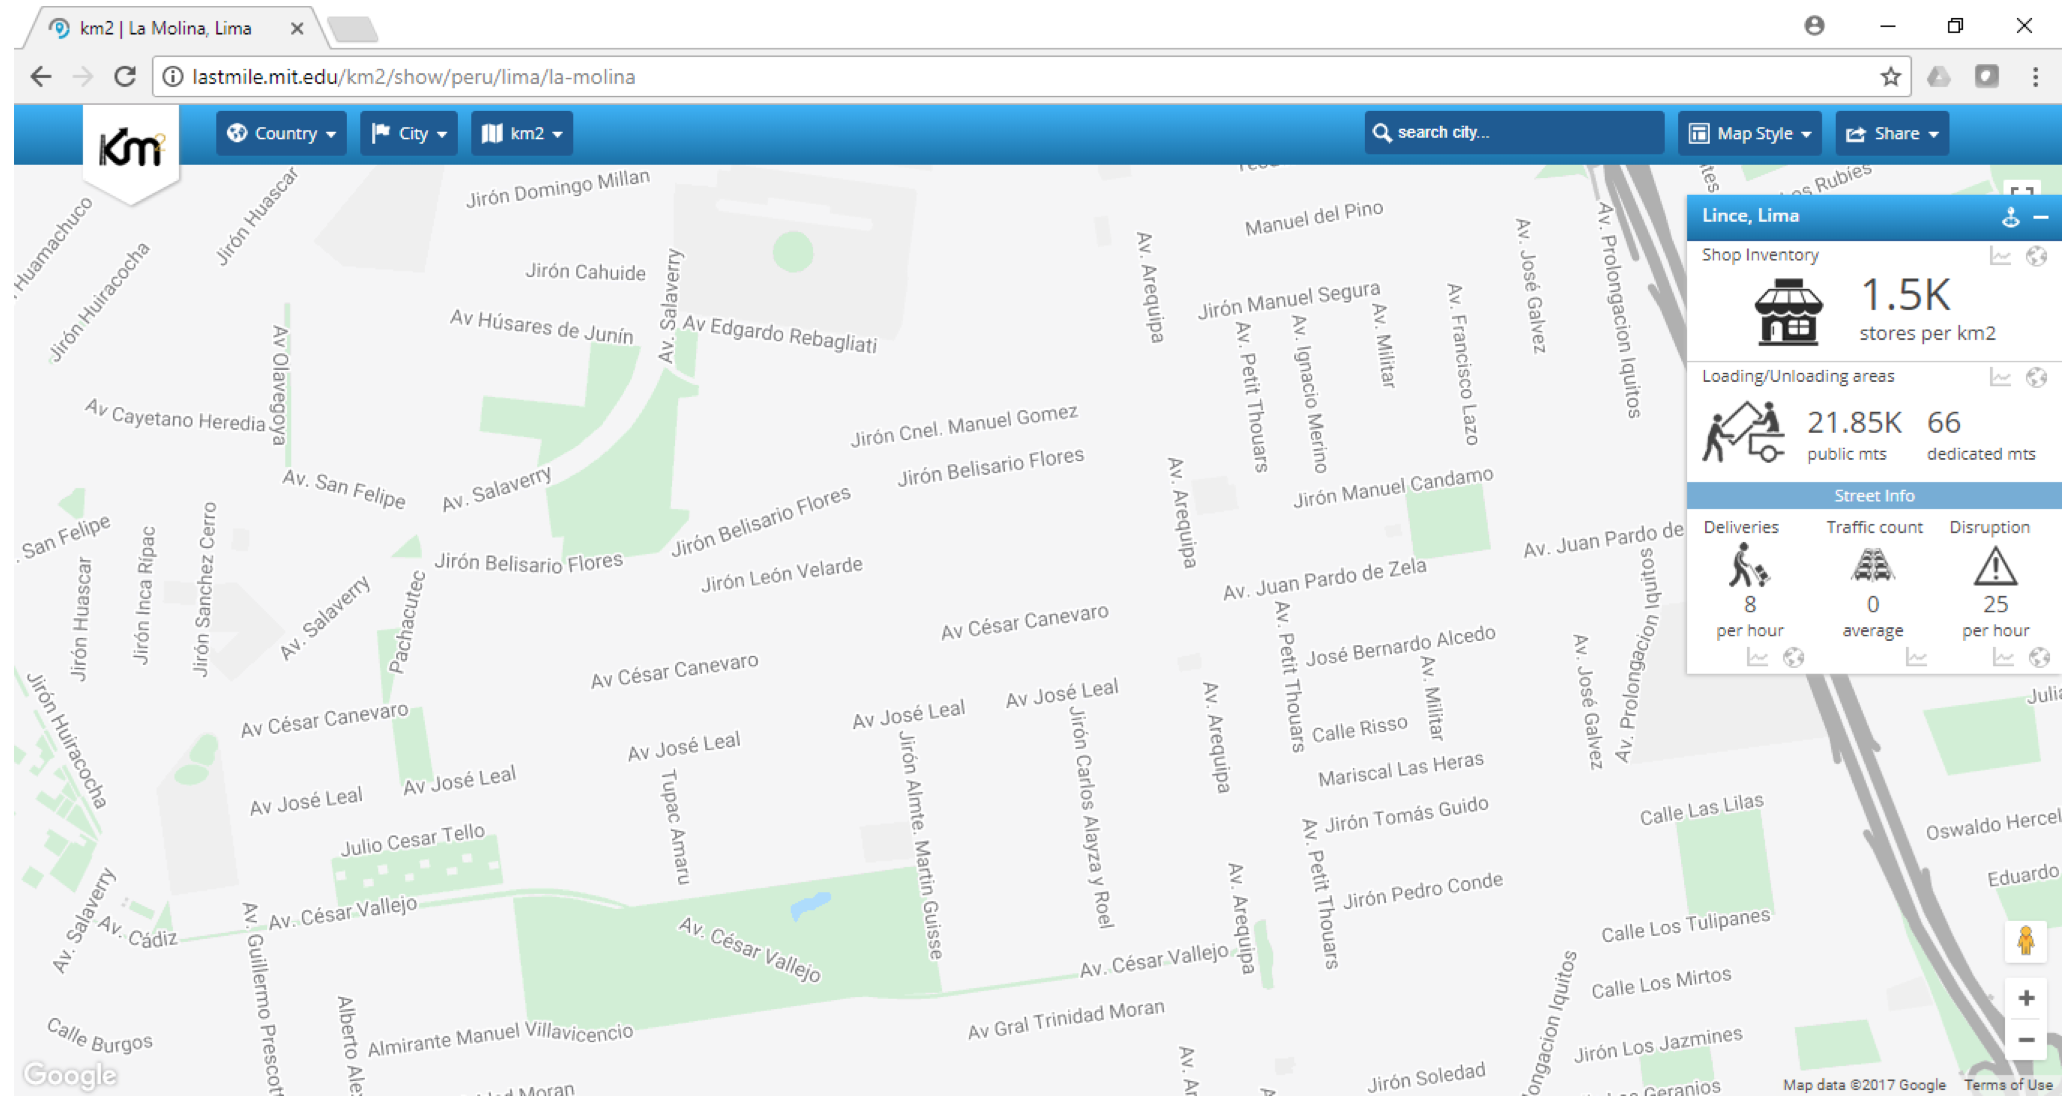 km2 | La Molina, Lima
lastmile.mit.edu/km2/show/peru/lima/la-molina
Km2
Country
City
km2
search city...
Map Style
Share
Huamachuco
Jirón Huiracocha
Jirón Huascar
Jirón Domingo Millan
Jirón Cahuide
Av. Salaverry
Av Húsares de Junín
Av Edgardo Rebagliati
Av Olavegoya
Av Cayetano Heredia
Av. San Felipe
Av. Salaverry
Jirón Cnel. Manuel Gomez
Jirón Belisario Flores
Jirón Belisario Flores
Jirón Belisario Flores
Jirón León Velarde
San Felipe
Jirón Huascar
Jirón Inca Rípac
Jirón Sanchez Cerro
Av. Salaverry
Pachacutec
Av César Canevaro
Av César Canevaro
Av César Canevaro
Jirón Huiracocha
Av José Leal
Av José Leal
Av José Leal
Av José Leal
Av José Leal
Julio Cesar Tello
Tupac Amaru
Jirón Almte. Martin Guisse
Jirón Carlos Alayza y Roel
Av. Salaverry
Av. Cádiz
Av. César Vallejo
Av. César Vallejo
Av. César Vallejo
Av. Guillermo Prescott
Alberto Ale
Calle Burgos
Almirante Manuel Villavicencio
Av Gral Trinidad Moran
Moran
Av. Arequipa
Av. Arequipa
Av. Arequipa
Av. Arequipa
Av. Ar
Manuel del Pino
Jirón Manuel Segura
Av. Petit Thouars
Av. Ignacio Merino
Av. Militar
Av. Francisco Lazo
Av. José Galvez
Av. Prolongacion Iquitos
Los Rubíes
Jirón Manuel Candamo
Av. Juan Pardo de Zela
Av. Juan Pardo de
Av. Petit Thouars
José Bernardo Alcedo
Av. Militar
Calle Risso
Av. José Galvez
Av. Prolongacion Iquitos
Mariscal Las Heras
Jirón Tomás Guido
Av. Petit Thouars
Jirón Pedro Conde
Calle Las Lilas
Calle Los Tulipanes
Calle Los Mirtos
Jirón Los Jazmines
Geranios
ongacion Iquitos
Jirón Soledad
Julia
Oswaldo Hercel
Eduardo
Lince, Lima
Shop Inventory
1.5K
stores per km2
Loading/Unloading areas
21.85K 66
public mts dedicated mts
Street Info
Deliveries Traffic count Disruption
8 0 25
per hour average per hour
Google
Map data ©2017 Google Terms of Use